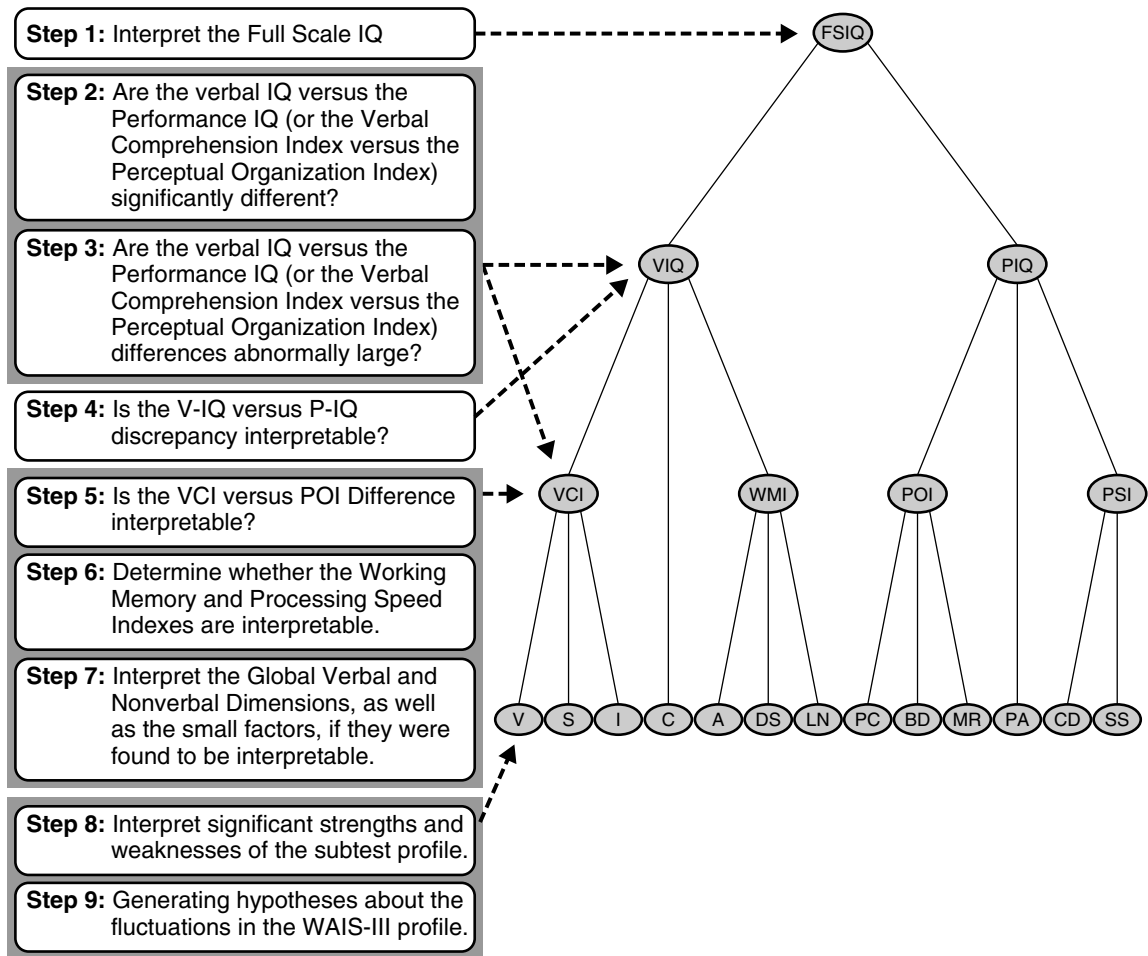 Step 1: Interpret the Full Scale IQ
Step 2: Are the verbal IQ versus the
Performance IQ (or the Verbal
Comprehension Index versus the
Perceptual Organization Index)
significantly different?
Step 3: Are the verbal IQ versus the
Performance IQ (or the Verbal
Comprehension Index versus the
Perceptual Organization Index)
differences abnormally large?
Step 4: Is the V-IQ versus P-IQ
discrepancy interpretable?
Step 5: Is the VCI versus POI Difference
interpretable?
Step 6: Determine whether the Working
Memory and Processing Speed
Indexes are interpretable.
Step 7: Interpret the Global Verbal and
Nonverbal Dimensions, as well
as the small factors, if they were
found to be interpretable.
Step 8: Interpret significant strengths and
weaknesses of the subtest profile.
Step 9: Generating hypotheses about the
fluctuations in the WAIS-III profile.
FSIQ
VIQ PIQ
VCI WMI POI PSI
V S I C A DS LN PC BD MR PA CD SS